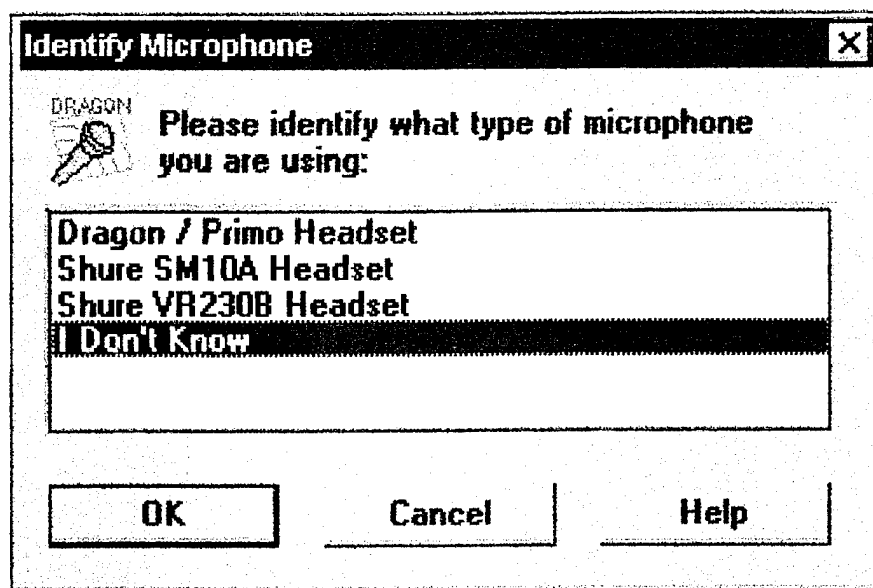 Identify Microphone
DRAGON
Please identify what type of microphone
you are using:
Dragon / Primo Headset
Shure SM10A Headset
Shure VR230B Headset
I Don't Know
OK Cancel Help